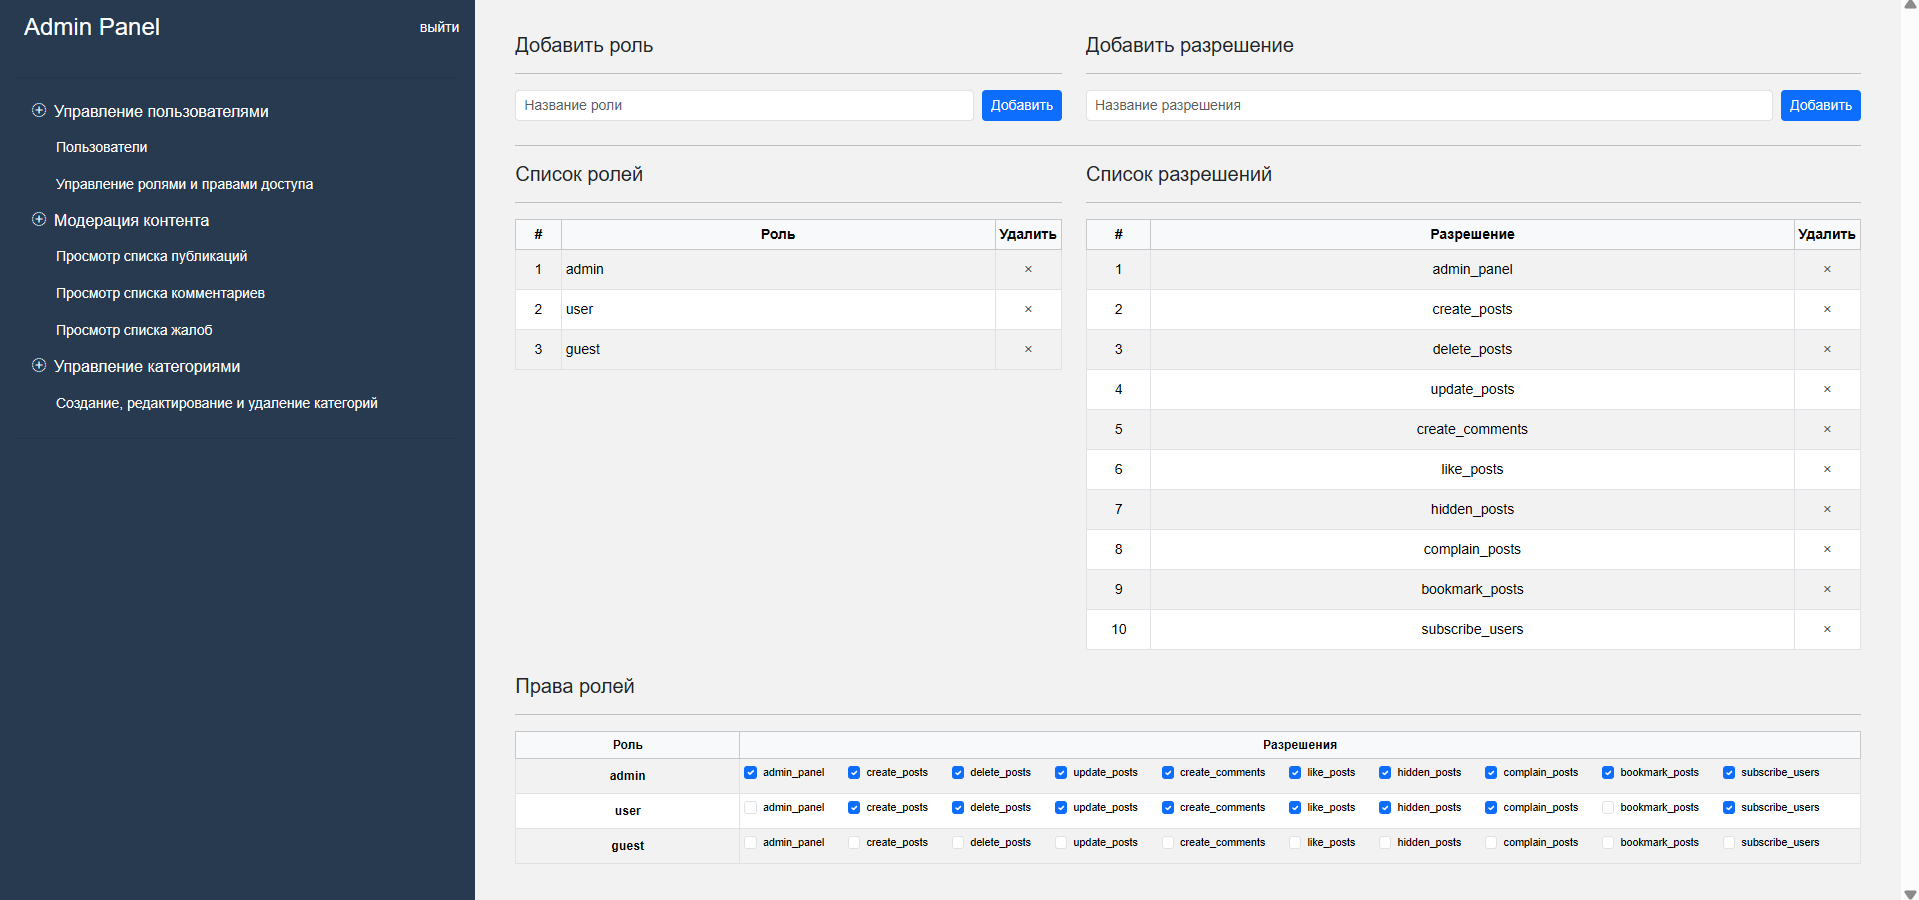 Admin Panel
выйти
Управление пользователями
Пользователи
Управление ролями и правами доступа
Модерация контента
Просмотр списка публикаций
Просмотр списка комментариев
Просмотр списка жалоб
Управление категориями
Создание, редактирование и удаление категорий
Добавить роль
Название роли Добавить
Добавить разрешение
Название разрешения Добавить
Список ролей
# Роль Удалить
1 admin ×
2 user ×
3 guest ×
Список разрешений
# Разрешение Удалить
1 admin_panel ×
2 create_posts ×
3 delete_posts ×
4 update_posts ×
5 create_comments ×
6 like_posts ×
7 hidden_posts ×
8 complain_posts ×
9 bookmark_posts ×
10 subscribe_users ×
Права ролей
Роль Разрешения
admin admin_panel create_posts delete_posts update_posts create_comments like_posts hidden_posts complain_posts bookmark_posts subscribe_users
user admin_panel create_posts delete_posts update_posts create_comments like_posts hidden_posts complain_posts bookmark_posts subscribe_users
guest admin_panel create_posts delete_posts update_posts create_comments like_posts hidden_posts complain_posts bookmark_posts subscribe_users